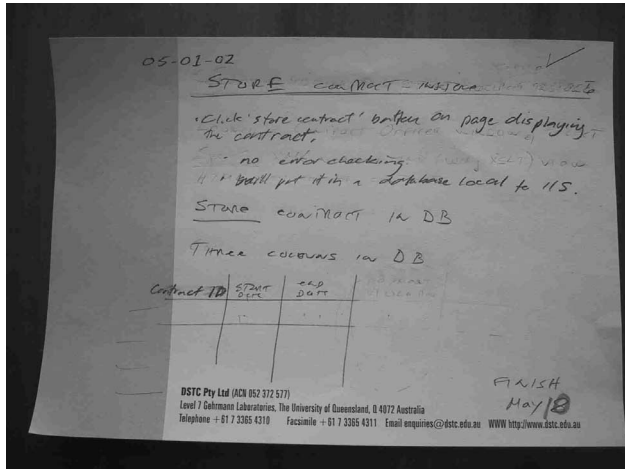 05-01-02
STORE CONTRACT
• Click 'store contract' button on page displaying
the contract.
- no error checking.
put it in a database local to IIS.
STORE CONTRACT IN DB
THREE COLUMNS IN DB
Contract ID START DATE END DATE
FINISH
May 18
DSTC Pty Ltd (ACN 052 372 577)
Level 7 Gehrmann Laboratories, The University of Queensland, Q 4072 Australia
Telephone + 61 7 3365 4310 Facsimile + 61 7 3365 4311 Email enquiries@dstc.edu.au WWW http://www.dstc.edu.au